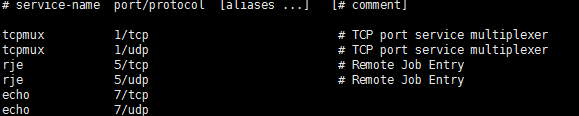 # service-name  port/protocol  [aliases ...]   [# comment]

tcpmux          1/tcp                           # TCP port service multiplexer
tcpmux          1/udp                           # TCP port service multiplexer
rje             5/tcp                           # Remote Job Entry
rje             5/udp                           # Remote Job Entry
echo            7/tcp
echo            7/udp